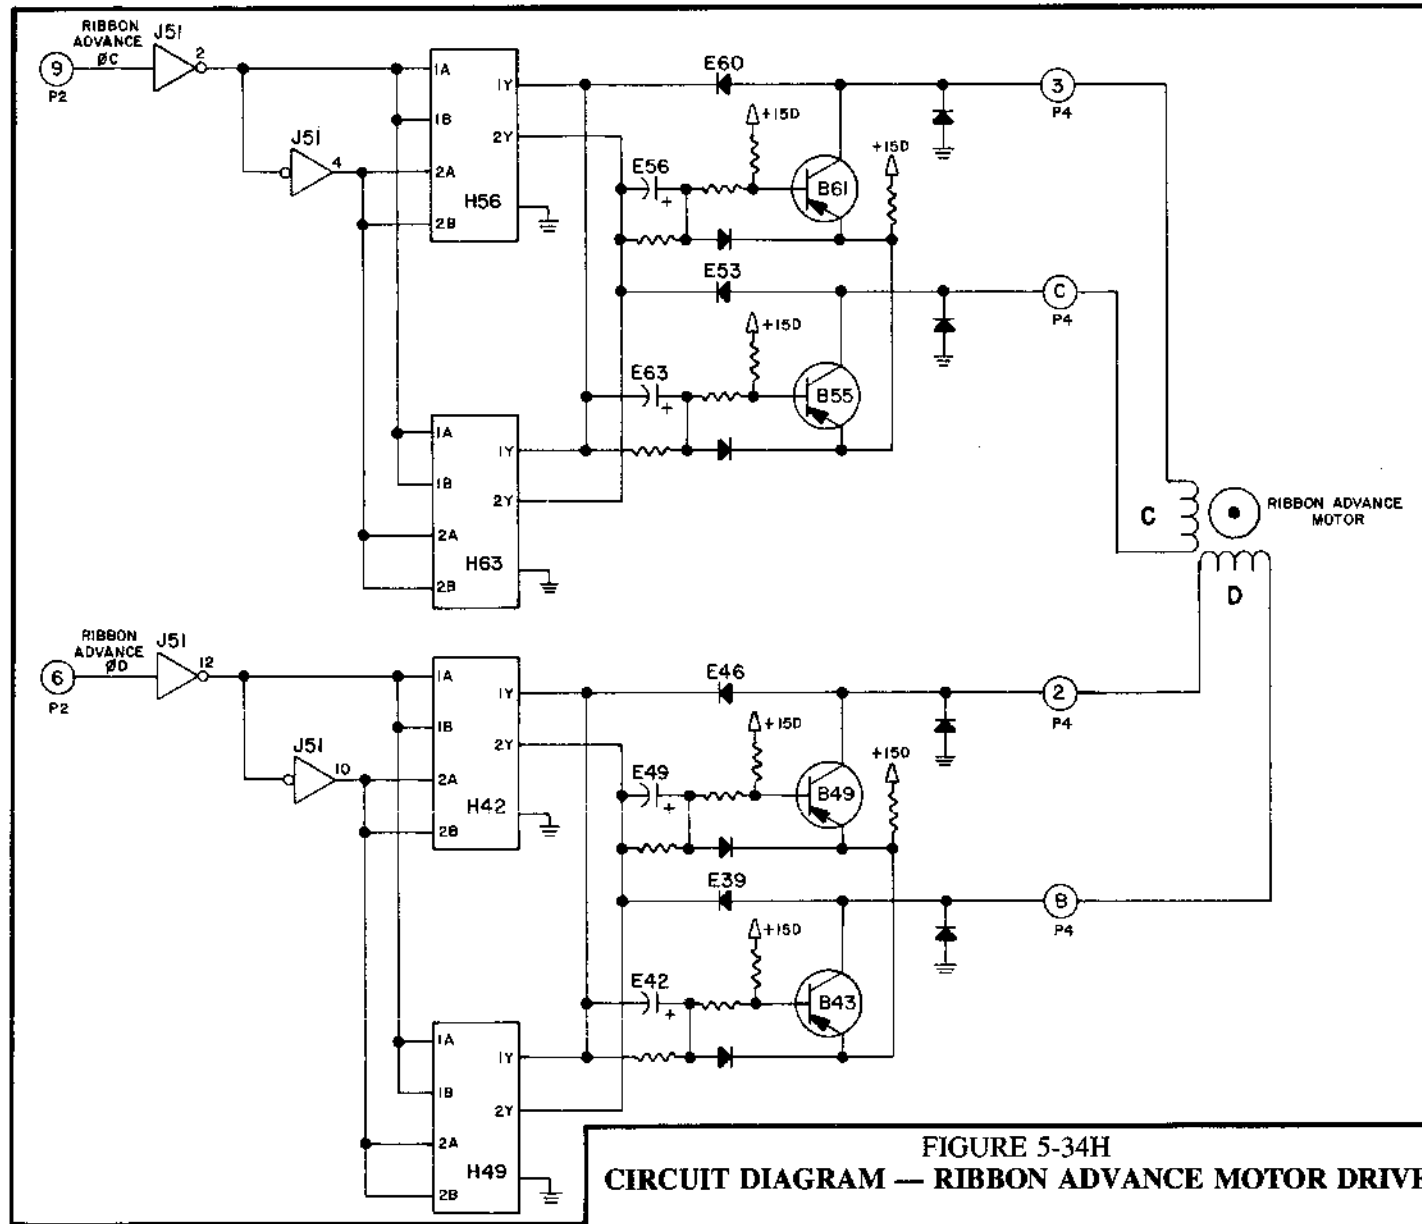 RIBBON
ADVANCE
ØC
J51
2
9
P2
J51
4
1A
1B
2A
2B
1Y
2Y
H56
E60
+15D
+15D
E56
+
B61
3
P4
E53
+15D
E63
+
B55
C
P4
1A
1B
2A
2B
1Y
2Y
H63
C
D
RIBBON ADVANCE
MOTOR
RIBBON
ADVANCE
ØD
J51
12
6
P2
J51
10
1A
1B
2A
2B
1Y
2Y
H42
E46
+15D
+15D
E49
+
B49
2
P4
E39
+15D
E42
+
B43
B
P4
1A
1B
2A
2B
1Y
2Y
H49
FIGURE 5-34H
CIRCUIT DIAGRAM — RIBBON ADVANCE MOTOR DRIVE